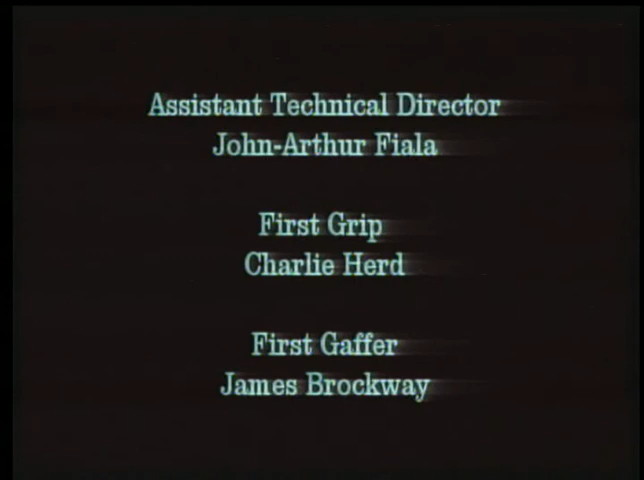 Assistant Technical Director
John-Arthur Fiala
First Grip
Charlie Herd
First Gaffer
James Brockway